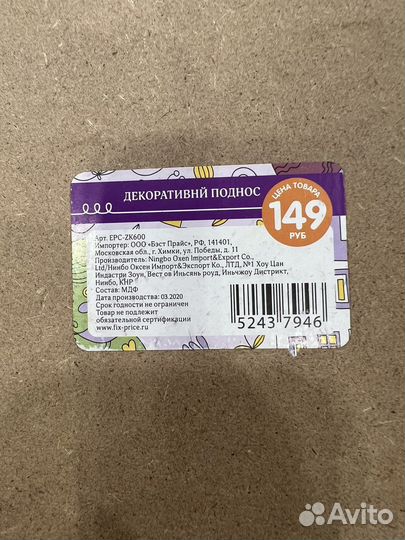 ДЕКОРАТИВНЙ ПОДНОС
ЦЕНА ТОВАРА
149
РУБ
Арт. EPC-ZK600
Импортер: ООО «Бэст Прайс», РФ, 141401,
Московская обл., г. Химки, ул. Победы, д. 11
Производитель: Ningbo Oxen Import&Export Co.,
Ltd/Нинбо Оксен Импорт&Экспорт Ко., ЛТД, №1 Хоу Цан
Индастри Зоун, Вест ов Иньсянь роуд, Иньчжоу Дистрикт,
Нинбо, КНР
Состав: МДФ
Дата производства: 03.2020
Срок годности не ограничен
Товар не подлежит
обязательной сертификации
www.fix-price.ru
5243 7946
Avito